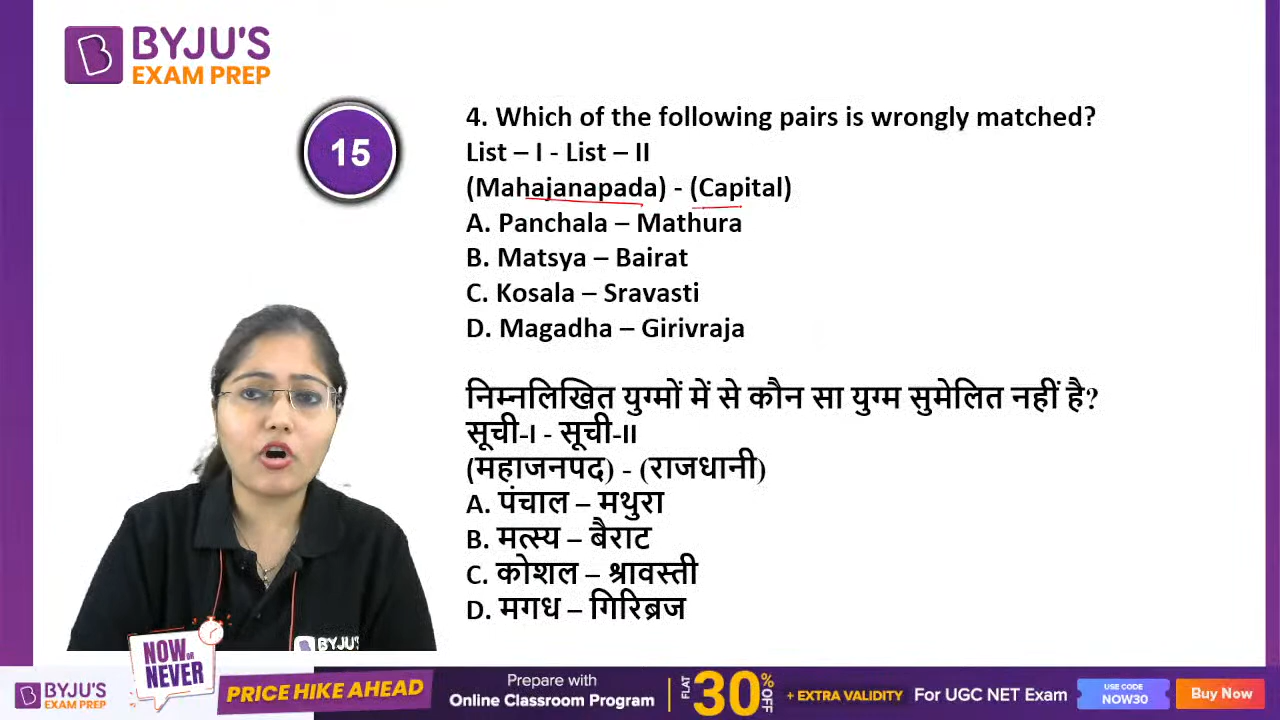 BYJU'S
EXAM PREP
15
4. Which of the following pairs is wrongly matched?
List – I - List – II
(Mahajanapada) - (Capital)
A. Panchala – Mathura
B. Matsya – Bairat
C. Kosala – Sravasti
D. Magadha – Girivraja
निम्नलिखित युग्मों में से कौन सा युग्म सुमेलित नहीं है?
सूची-I - सूची-II
(महाजनपद) - (राजधानी)
A. पंचाल – मथुरा
B. मत्स्य – बैराट
C. कोशल – श्रावस्ती
D. मगध – गिरिब्रज
BYJU'S
NOW OR
NEVER
BYJU'S
EXAM PREP
PRICE HIKE AHEAD
Prepare with
Online Classroom Program
FLAT 30% OFF
+ EXTRA VALIDITY
For UGC NET Exam
USE CODE
NOW30
Buy Now